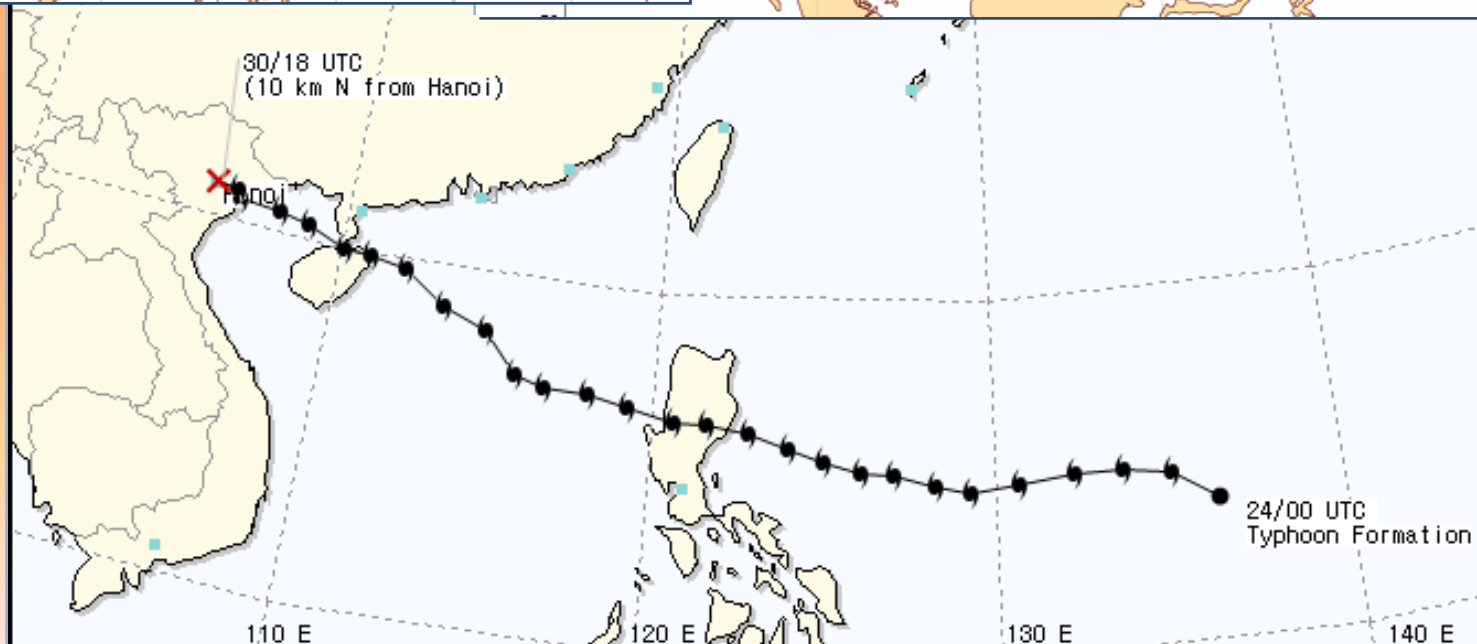 30/18 UTC
(10 km N from Hanoi)
Hanoi
24/00 UTC
Typhoon Formation
110 E
120 E
130 E
140 E